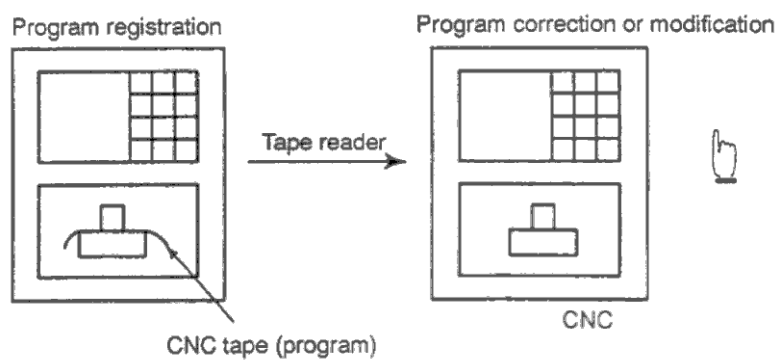 Program registration
Program correction or modification
Tape reader
CNC
CNC tape (program)